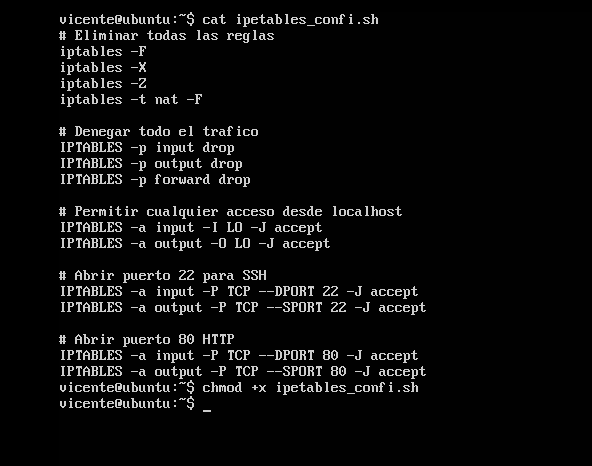 vicente@ubuntu:~$ cat ipetables_confi.sh
# Eliminar todas las reglas
iptables -F
iptables -X
iptables -Z
iptables -t nat -F
# Denegar todo el trafico
IPTABLES -p input drop
IPTABLES -p output drop
IPTABLES -p forward drop
# Permitir cualquier acceso desde localhost
IPTABLES -a input -I LO -J accept
IPTABLES -a output -O LO -J accept
# Abrir puerto 22 para SSH
IPTABLES -a input -P TCP --DPORT 22 -J accept
IPTABLES -a output -P TCP --SPORT 22 -J accept
# Abrir puerto 80 HTTP
IPTABLES -a input -P TCP --DPORT 80 -J accept
IPTABLES -a output -P TCP --SPORT 80 -J accept
vicente@ubuntu:~$ chmod +x ipetables_confi.sh
vicente@ubuntu:~$ _